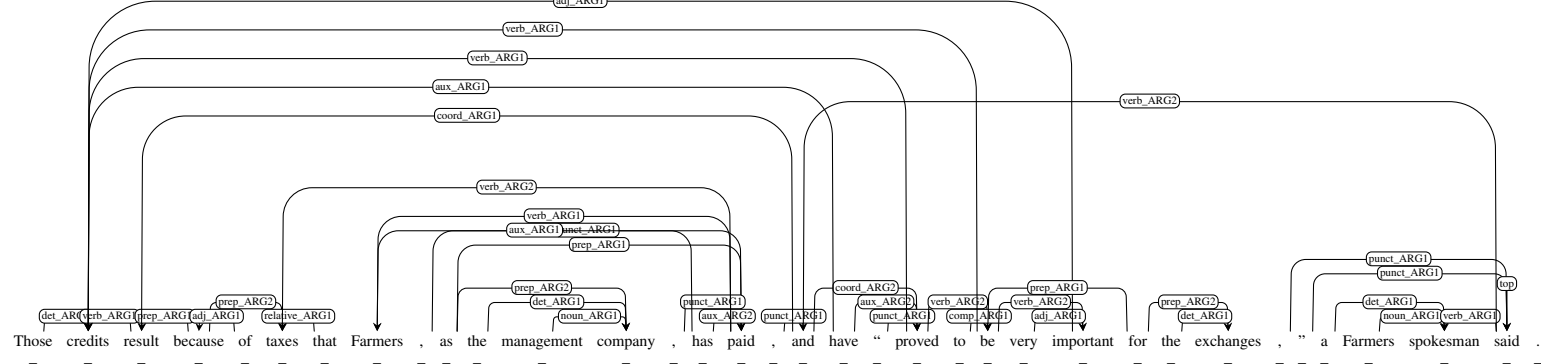 adj_ARG1
verb_ARG1
verb_ARG1
aux_ARG1
verb_ARG2
coord_ARG1
verb_ARG2
verb_ARG1
aux_ARG1
prep_ARG1
punct_ARG1
punct_ARG1
top
prep_ARG2 coord_ARG2 prep_ARG1
prep_ARG2 det_ARG1 punct_ARG1 aux_ARG2 verb_ARG2 verb_ARG2 prep_ARG2 det_ARG1
verb_ARG1 prep_ARG1 adj_ARG1 relative_ARG1 noun_ARG1 aux_ARG2 punct_ARG1 punct_ARG1 comp_ARG1 adj_ARG1 det_ARG1 noun_ARG1 verb_ARG1
Those credits result because of taxes that Farmers , as the management company , has paid , and have “ proved to be very important for the exchanges , ” a Farmers spokesman said .